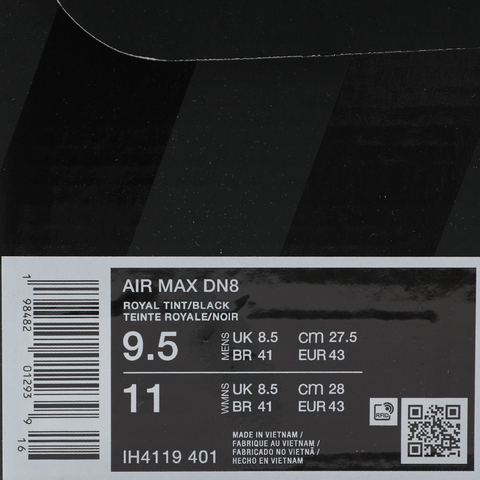 AIR MAX DN8
ROYAL TINT/BLACK
TEINTE ROYALE/NOIR
9.5 MENS UK 8.5 cm 27.5
BR 41 EUR 43
11 WMNS UK 8.5 cm 28
BR 41 EUR 43
MADE IN VIETNAM /
FABRIQUE AU VIETNAM /
FABRICADO NO VIETNÃ /
HECHO EN VIETNAM
IH4119 401
RFID
1 98482 01293 9 16